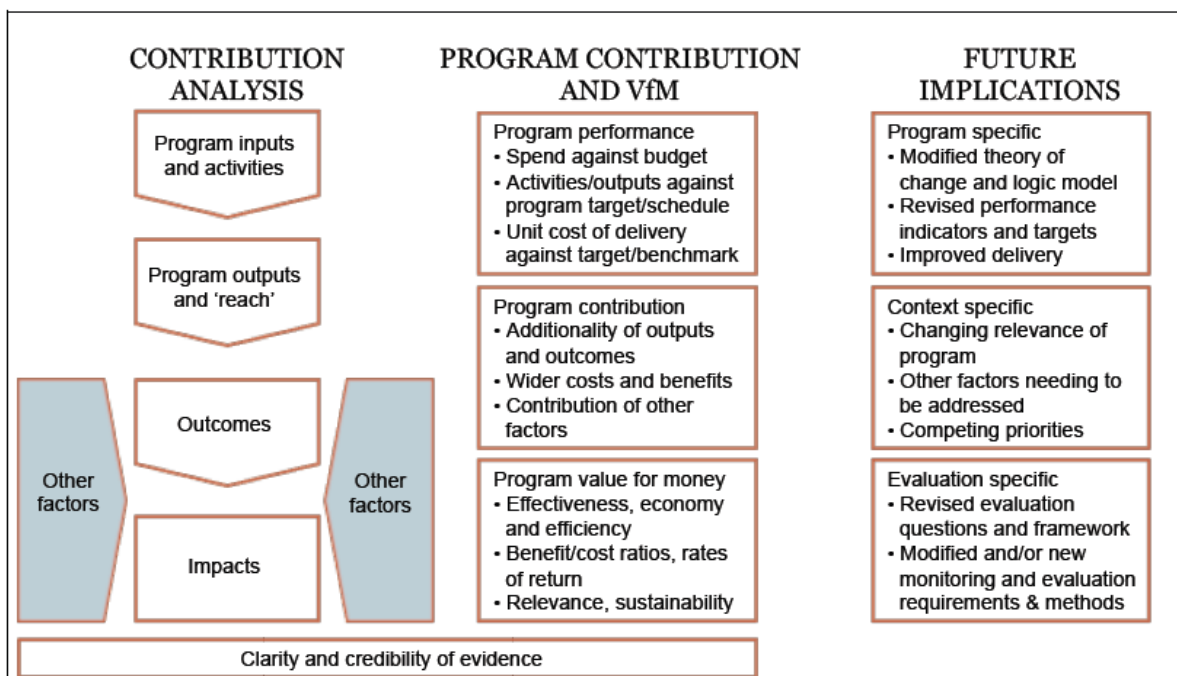 CONTRIBUTION
ANALYSIS
Program inputs
and activities
Program outputs
and ‘reach’
Other
factors
Outcomes
Impacts
Other
factors
PROGRAM CONTRIBUTION
AND VfM
Program performance
• Spend against budget
• Activities/outputs against
program target/schedule
• Unit cost of delivery
against target/benchmark
Program contribution
• Additionality of outputs
and outcomes
• Wider costs and benefits
• Contribution of other
factors
Program value for money
• Effectiveness, economy
and efficiency
• Benefit/cost ratios, rates
of return
• Relevance, sustainability
FUTURE
IMPLICATIONS
Program specific
• Modified theory of
change and logic model
• Revised performance
indicators and targets
• Improved delivery
Context specific
• Changing relevance of
program
• Other factors needing to
be addressed
• Competing priorities
Evaluation specific
• Revised evaluation
questions and framework
• Modified and/or new
monitoring and evaluation
requirements & methods
Clarity and credibility of evidence